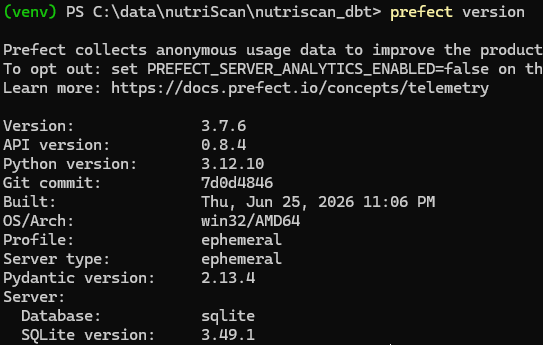 (venv) PS C:\data\nutriScan\nutriscan_dbt> prefect version
Prefect collects anonymous usage data to improve the product
To opt out: set PREFECT_SERVER_ANALYTICS_ENABLED=false on th
Learn more: https://docs.prefect.io/concepts/telemetry
Version: 3.7.6
API version: 0.8.4
Python version: 3.12.10
Git commit: 7d0d4846
Built: Thu, Jun 25, 2026 11:06 PM
OS/Arch: win32/AMD64
Profile: ephemeral
Server type: ephemeral
Pydantic version: 2.13.4
Server:
Database: sqlite
SQLite version: 3.49.1